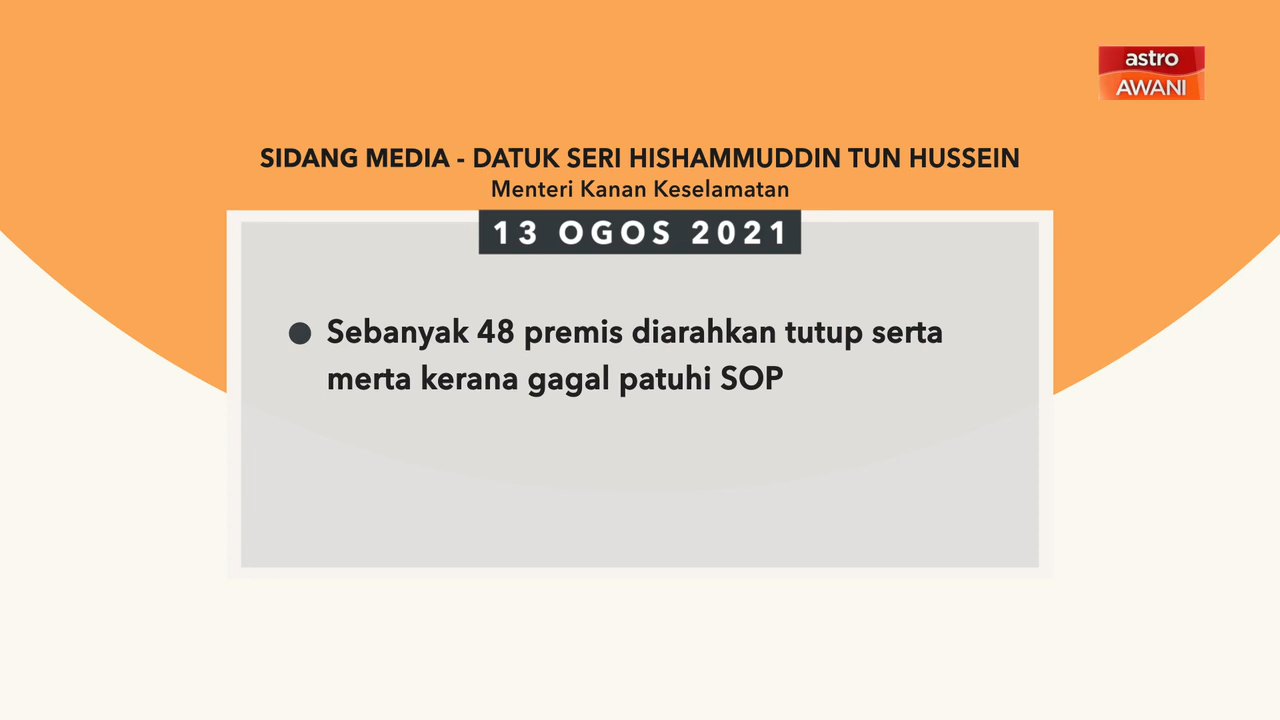 astro
AWANI
SIDANG MEDIA - DATUK SERI HISHAMMUDDIN TUN HUSSEIN
Menteri Kanan Keselamatan
13 OGOS 2021
Sebanyak 48 premis diarahkan tutup serta
merta kerana gagal patuhi SOP